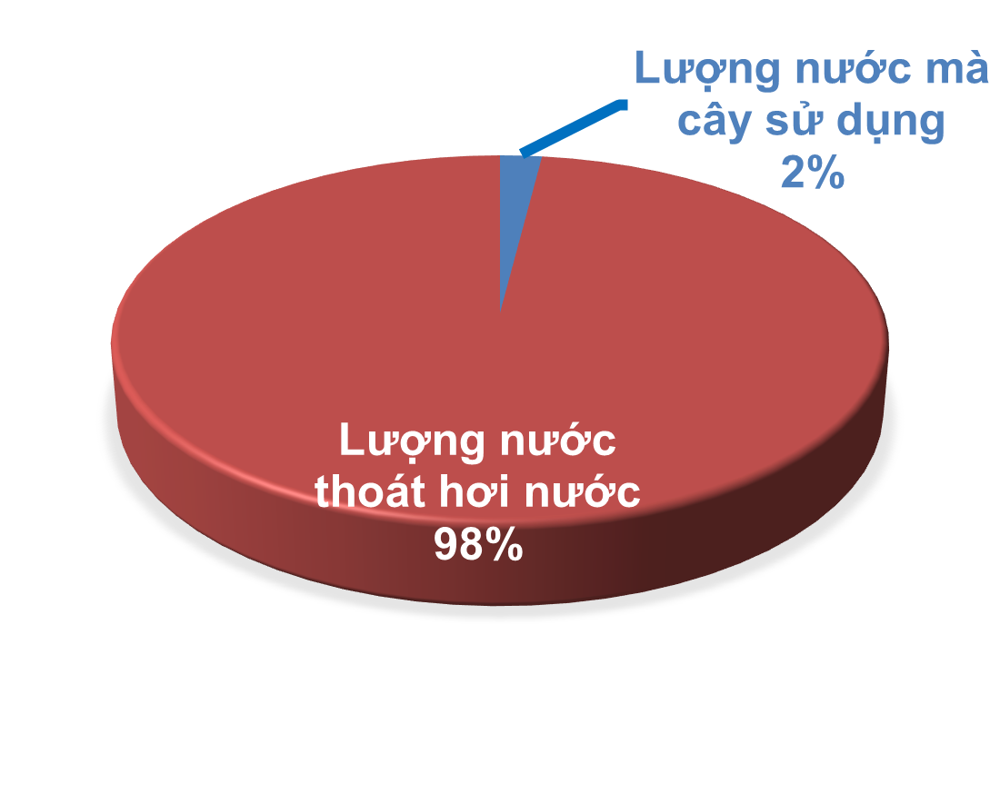 Lượng nước mà
cây sử dụng
2%
Lượng nước
thoát hơi nước
98%